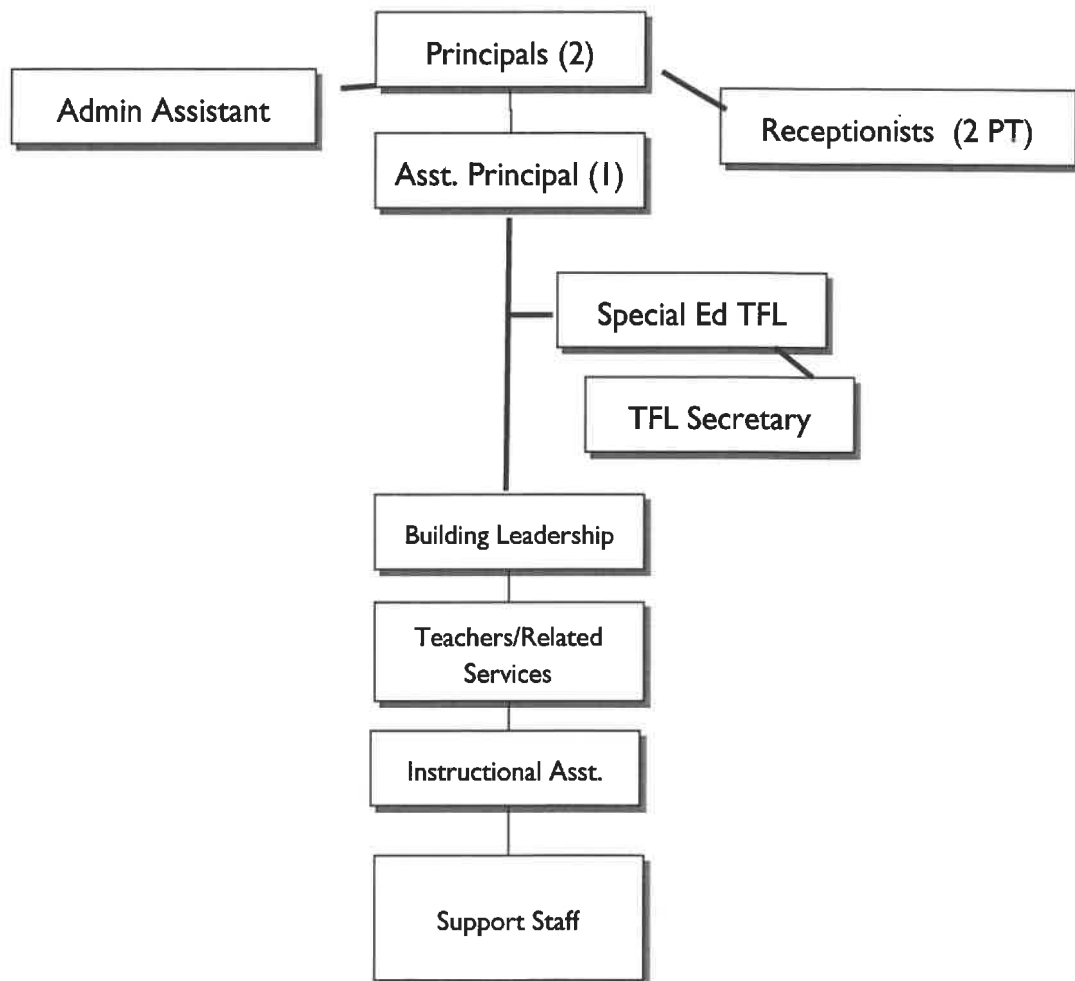 Principals (2)
Admin Assistant
Receptionists (2 PT)
Asst. Principal (1)
Special Ed TFL
TFL Secretary
Building Leadership
Teachers/Related
Services
Instructional Asst.
Support Staff